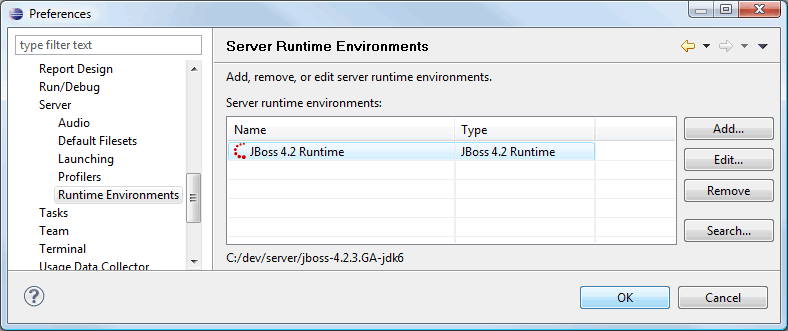 Preferences
type filter text
Report Design
Run/Debug
Server
Audio
Default Filesets
Launching
Profilers
Runtime Environments
Tasks
Team
Terminal
Usage Data Collector
Server Runtime Environments
Add, remove, or edit server runtime environments.
Server runtime environments:
Name Type
JBoss 4.2 Runtime JBoss 4.2 Runtime
Add...
Edit...
Remove
Search...
C:/dev/server/jboss-4.2.3.GA-jdk6
?
OK Cancel